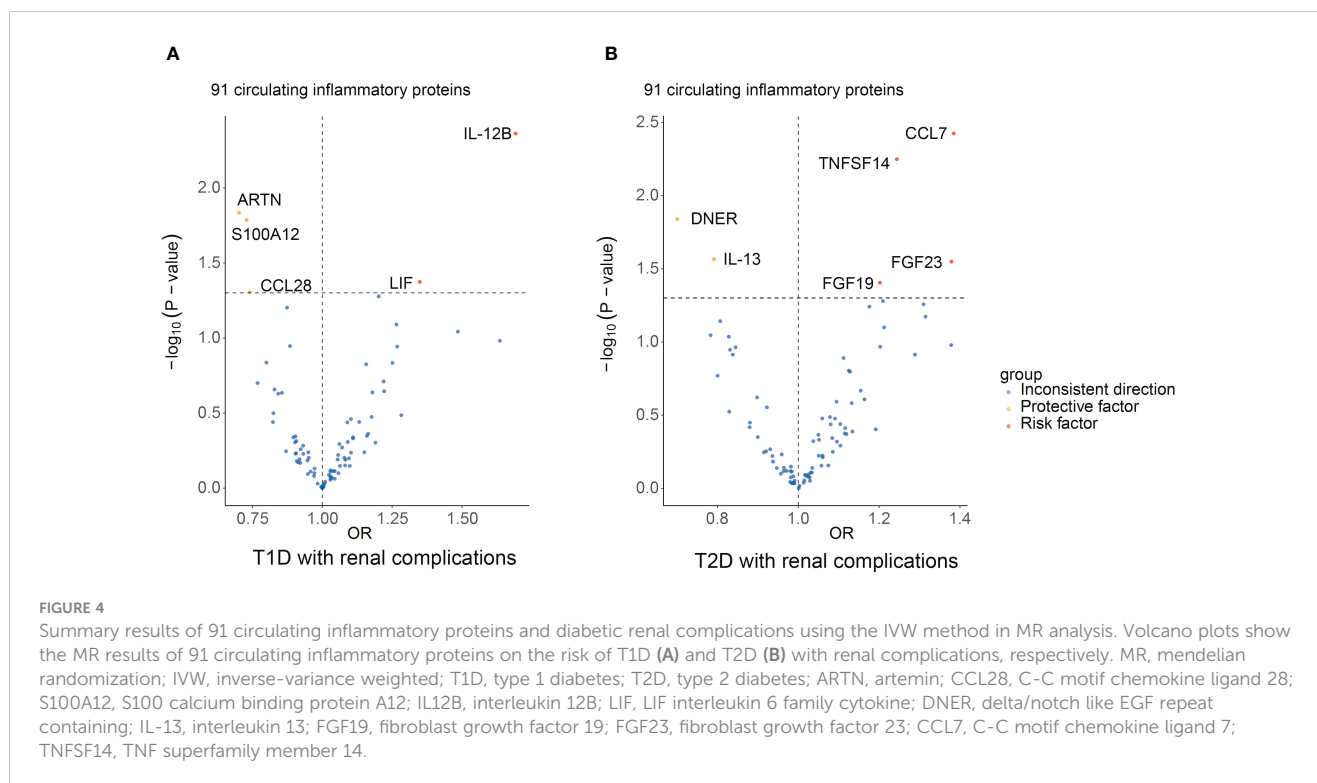 A
B
91 circulating inflammatory proteins
91 circulating inflammatory proteins
IL-12B
ARTN
S100A12
CCL28
LIF
2.0
1.5
1.0
0.5
0.0
−log10 (P − value)
0.75
1.00
1.25
1.50
OR
T1D with renal complications
CCL7
TNFSF14
DNER
IL-13
FGF23
FGF19
2.5
2.0
1.5
1.0
0.5
0.0
−log10 (P − value)
0.8
1.0
1.2
1.4
OR
T2D with renal complications
group
Inconsistent direction
Protective factor
Risk factor
FIGURE 4
Summary results of 91 circulating inflammatory proteins and diabetic renal complications using the IVW method in MR analysis. Volcano plots show
the MR results of 91 circulating inflammatory proteins on the risk of T1D (A) and T2D (B) with renal complications, respectively. MR, mendelian
randomization; IVW, inverse-variance weighted; T1D, type 1 diabetes; T2D, type 2 diabetes; ARTN, artemin; CCL28, C-C motif chemokine ligand 28;
S100A12, S100 calcium binding protein A12; IL12B, interleukin 12B; LIF, LIF interleukin 6 family cytokine; DNER, delta/notch like EGF repeat
containing; IL-13, interleukin 13; FGF19, fibroblast growth factor 19; FGF23, fibroblast growth factor 23; CCL7, C-C motif chemokine ligand 7;
TNFSF14, TNF superfamily member 14.